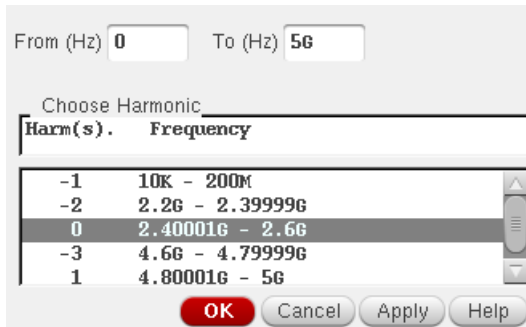 From (Hz) 0 To (Hz) 5G
Choose Harmonic
Harm(s). Frequency
-1 10K - 200M
-2 2.2G - 2.39999G
0 2.40001G - 2.6G
-3 4.6G - 4.79999G
1 4.80001G - 5G
OK Cancel Apply Help